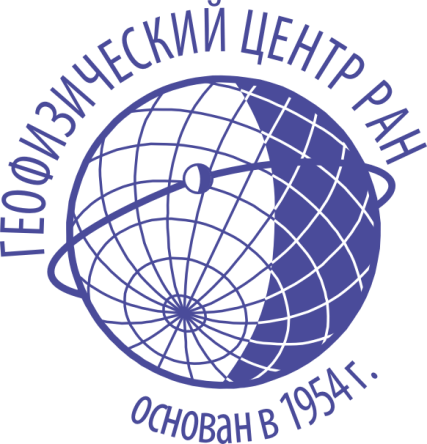 ГЕОФИЗИЧЕСКИЙ ЦЕНТР РАН
основан в 1954 г.